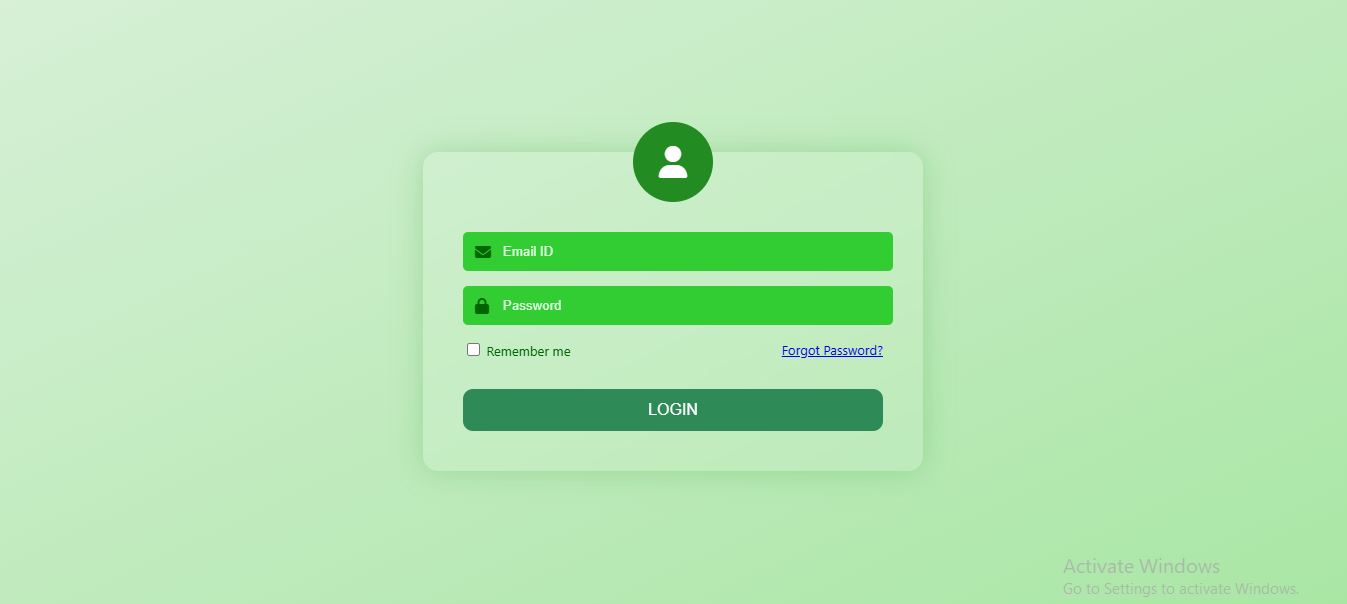 Email ID
Password
Remember me
Forgot Password?
LOGIN
Activate Windows
Go to Settings to activate Windows.